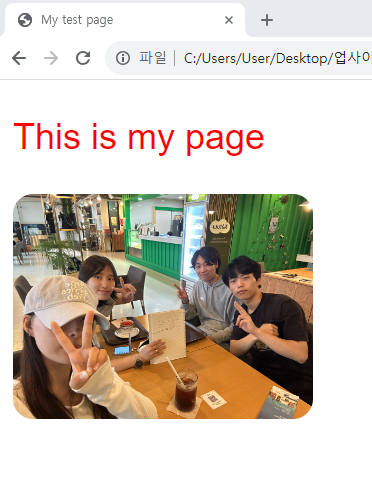 My test page
파일 C:/Users/User/Desktop/업사이
This is my page